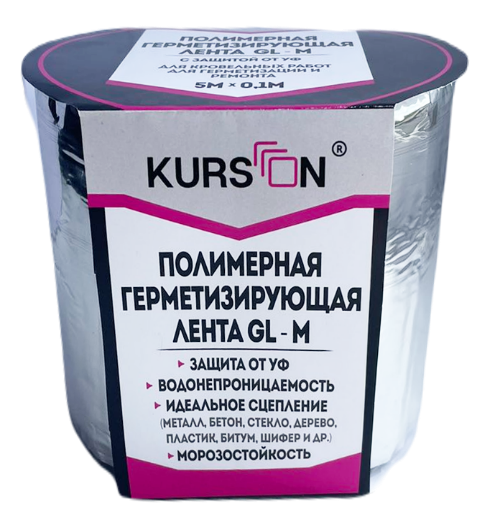 ПОЛИМЕРНАЯ
ГЕРМЕТИЗИРУЮЩАЯ
ЛЕНТА GL - M
С ЗАЩИТОЙ ОТ УФ
ДЛЯ КРОВЕЛЬНЫХ РАБОТ
ДЛЯ ГЕРМЕТИЗАЦИИ И
РЕМОНТА
5М × 0,1М
KURSON®
ПОЛИМЕРНАЯ
ГЕРМЕТИЗИРУЮЩАЯ
ЛЕНТА GL - M
ЗАЩИТА ОТ УФ
ВОДОНЕПРОНИЦАЕМОСТЬ
ИДЕАЛЬНОЕ СЦЕПЛЕНИЕ
(МЕТАЛЛ, БЕТОН, СТЕКЛО, ДЕРЕВО,
ПЛАСТИК, БИТУМ, ШИФЕР И ДР.)
МОРОЗОСТОЙКОСТЬ